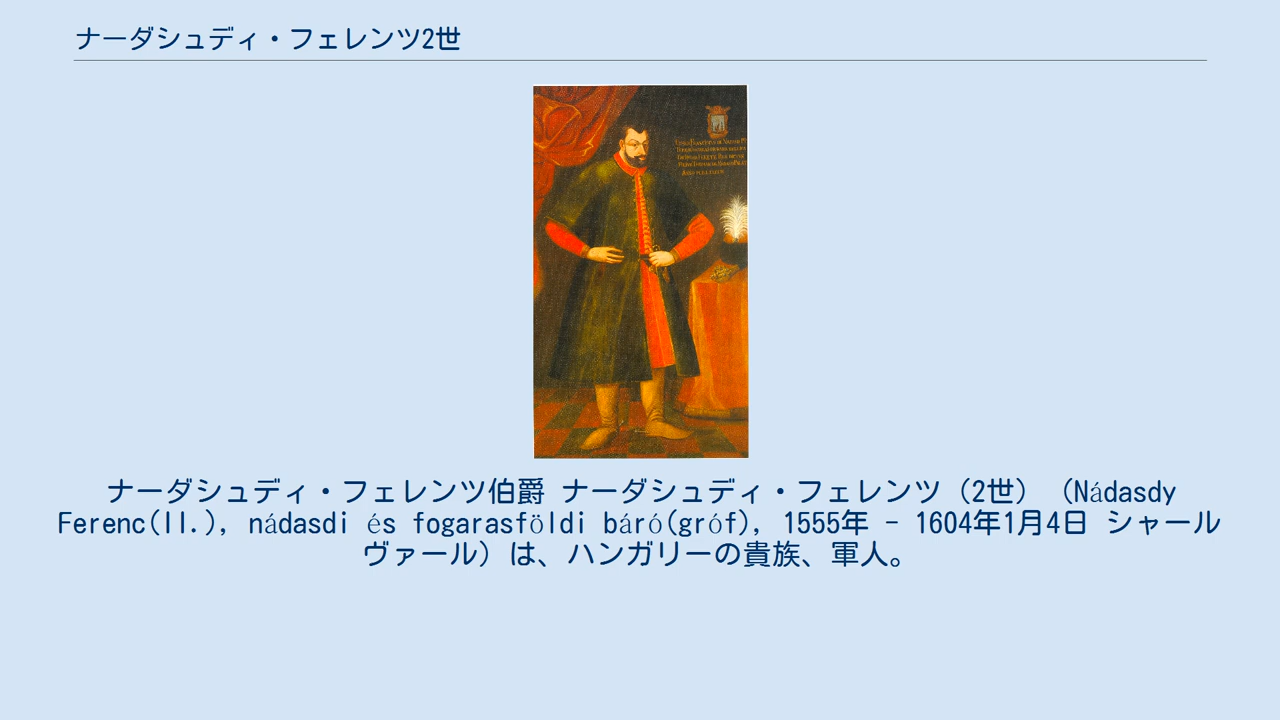 ナーダシュディ・フェレンツ2世
ナーダシュディ・フェレンツ伯爵 ナーダシュディ・フェレンツ（2世）（Nádasdy
Ferenc(II.), nádasdi és fogarasföldi báró(gróf), 1555年 - 1604年1月4日 シャール
ヴァール）は、ハンガリーの貴族、軍人。